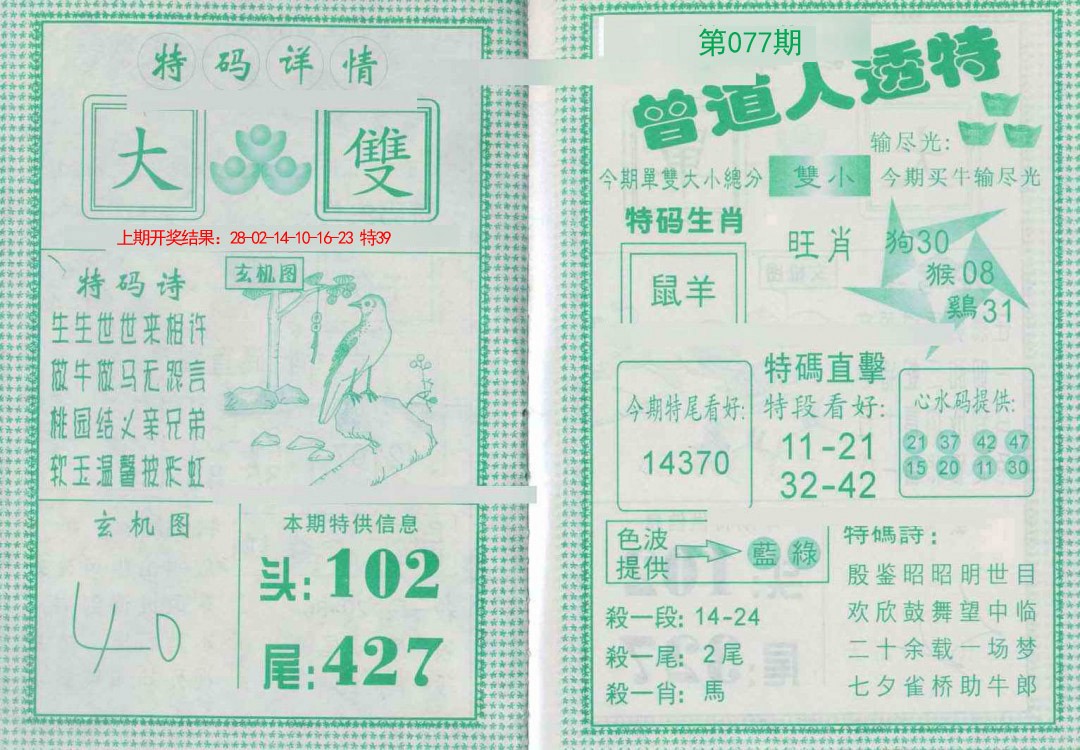 特码详情
大 雙
上期开奖结果：28-02-14-10-16-23 特39
特码诗
生生世世来相许
做牛做马无怨言
桃园结义亲兄弟
软玉温馨披彩虹
玄机图
玄机图
40
本期特供信息
头:102
尾:427
第077期
曾道人透特
输尽光:
今期買牛输尽光
今期單雙大小總分 雙小
特码生肖
鼠羊
旺肖
狗30
猴08
鷄31
今期特尾看好:
14370
特碼直擊
特段看好:
11-21
32-42
心水码提供:
21 37 42 47
15 20 11 30
色波
提供
藍 綠
殺一段: 14-24
殺一尾: 2尾
殺一肖: 馬
特碼詩:
殷鉴昭昭明世目
欢欣鼓舞望中临
二十余载一场梦
七夕雀桥助牛郎